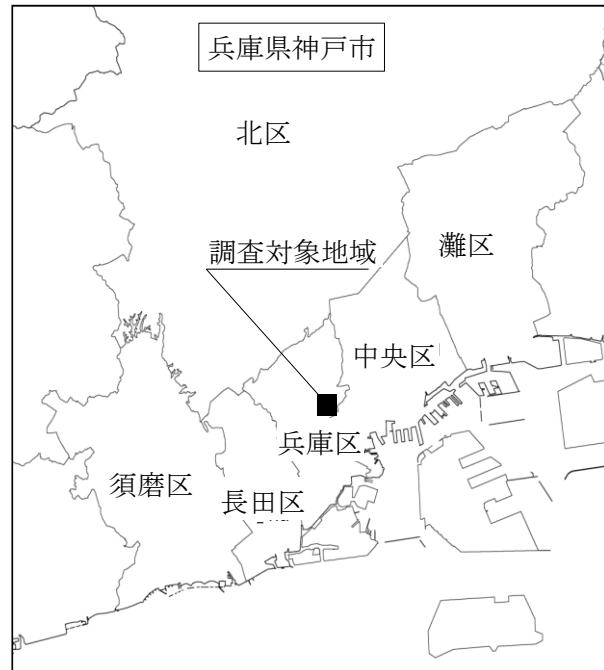 兵庫県神戸市
北区
灘区
調査対象地域
中央区
兵庫区
須磨区
長田区